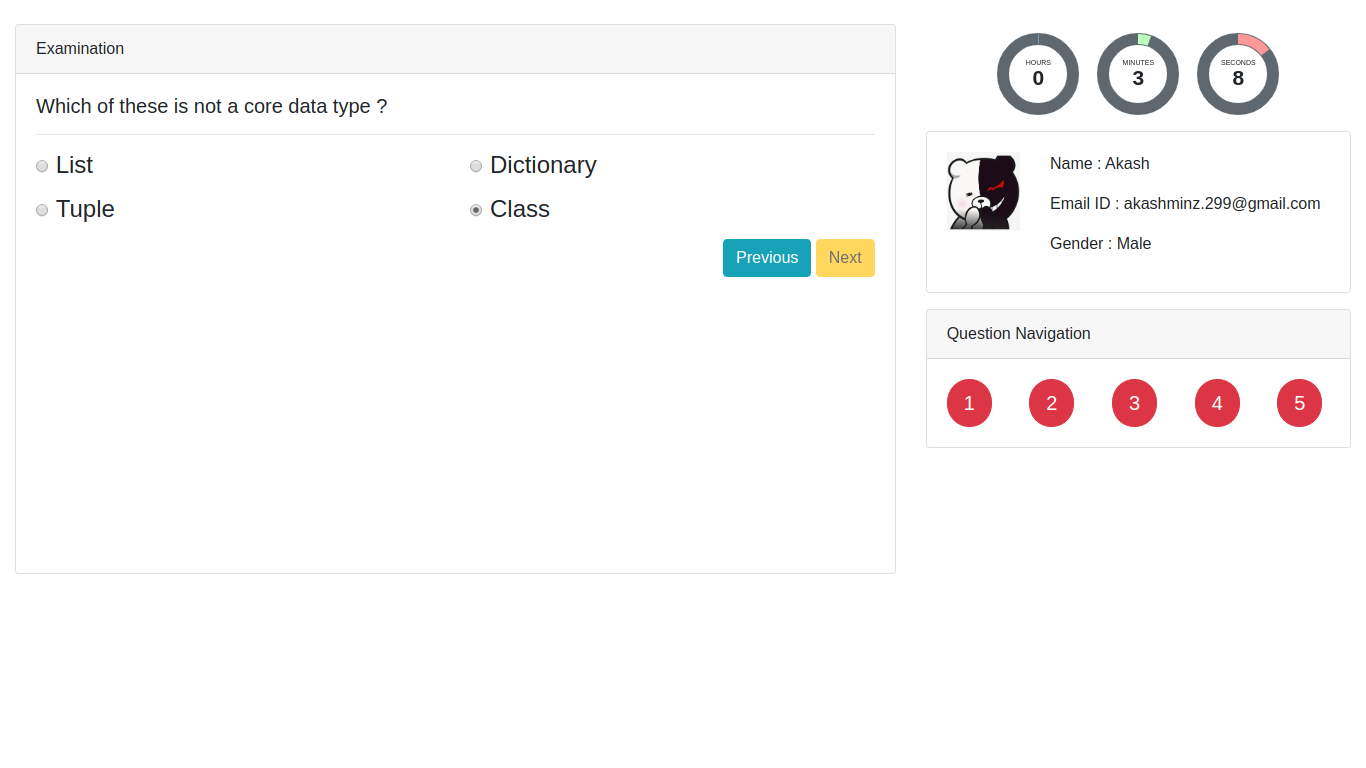 Examination
Which of these is not a core data type ?
List
Dictionary
Tuple
Class
Previous
Next
HOURS
0
MINUTES
3
SECONDS
8
Name : Akash
Email ID : akashminz.299@gmail.com
Gender : Male
Question Navigation
1 2 3 4 5